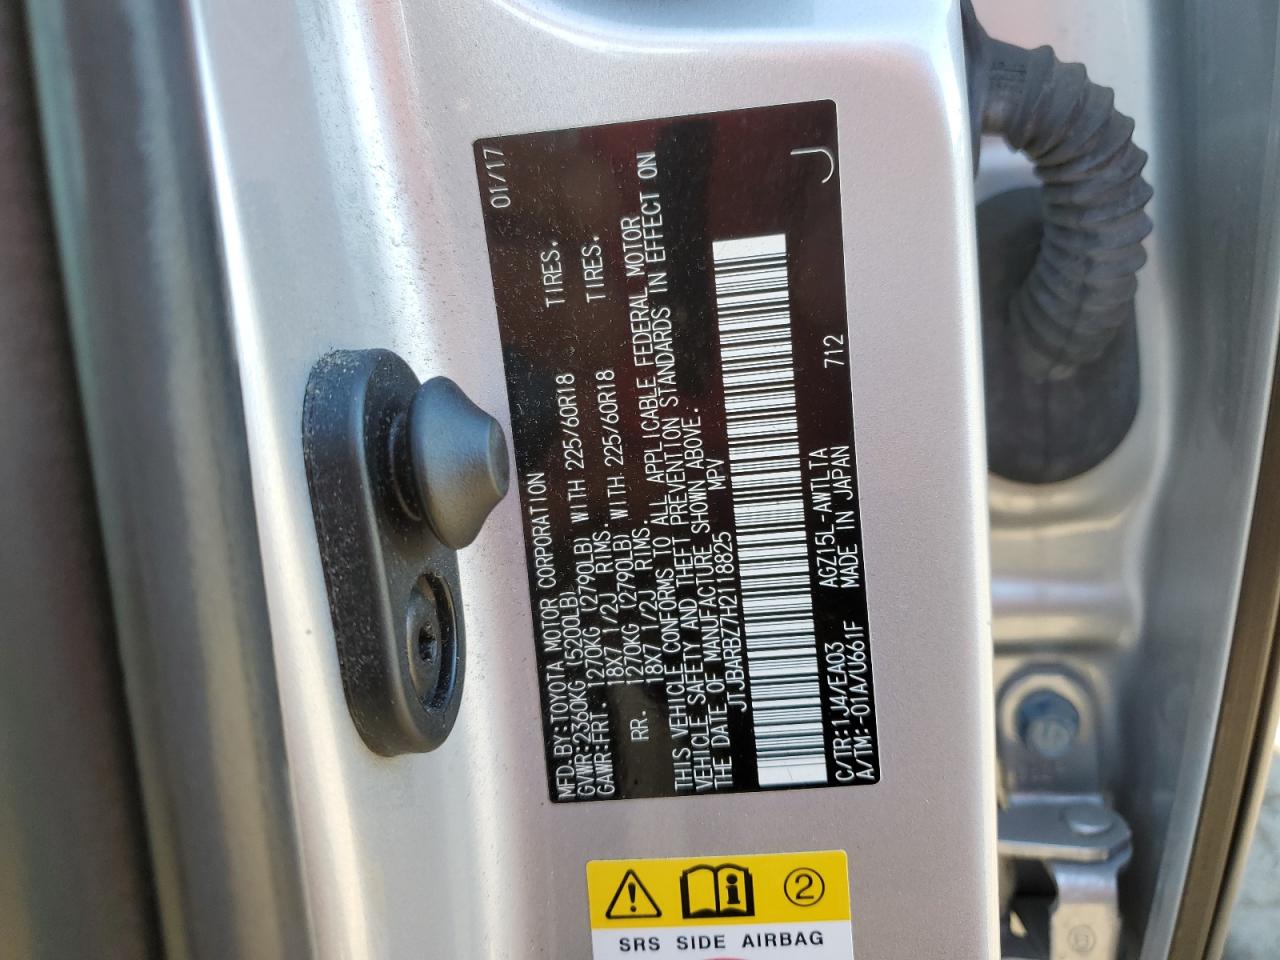 MFD.BY:TOYOTA MOTOR CORPORATION 01/17
GVWR:2360KG (5200LB)
GAWR:FRT. 1270KG (2790LB) WITH 225/60R18 TIRES.
18X7 1/2J RIMS.
RR. 1270KG (2790LB) WITH 225/60R18 TIRES.
18X7 1/2J RIMS.
THIS VEHICLE CONFORMS TO ALL APPLICABLE FEDERAL MOTOR
VEHICLE SAFETY AND THEFT PREVENTION STANDARDS IN EFFECT ON
THE DATE OF MANUFACTURE SHOWN ABOVE.
JTJBARBZ7H2118825 MPV
C/TR:1J4/EA03 AGZ15L-AWTLTA 712
A/TM:-01A/U661F MADE IN JAPAN
J
2
SRS SIDE AIRBAG